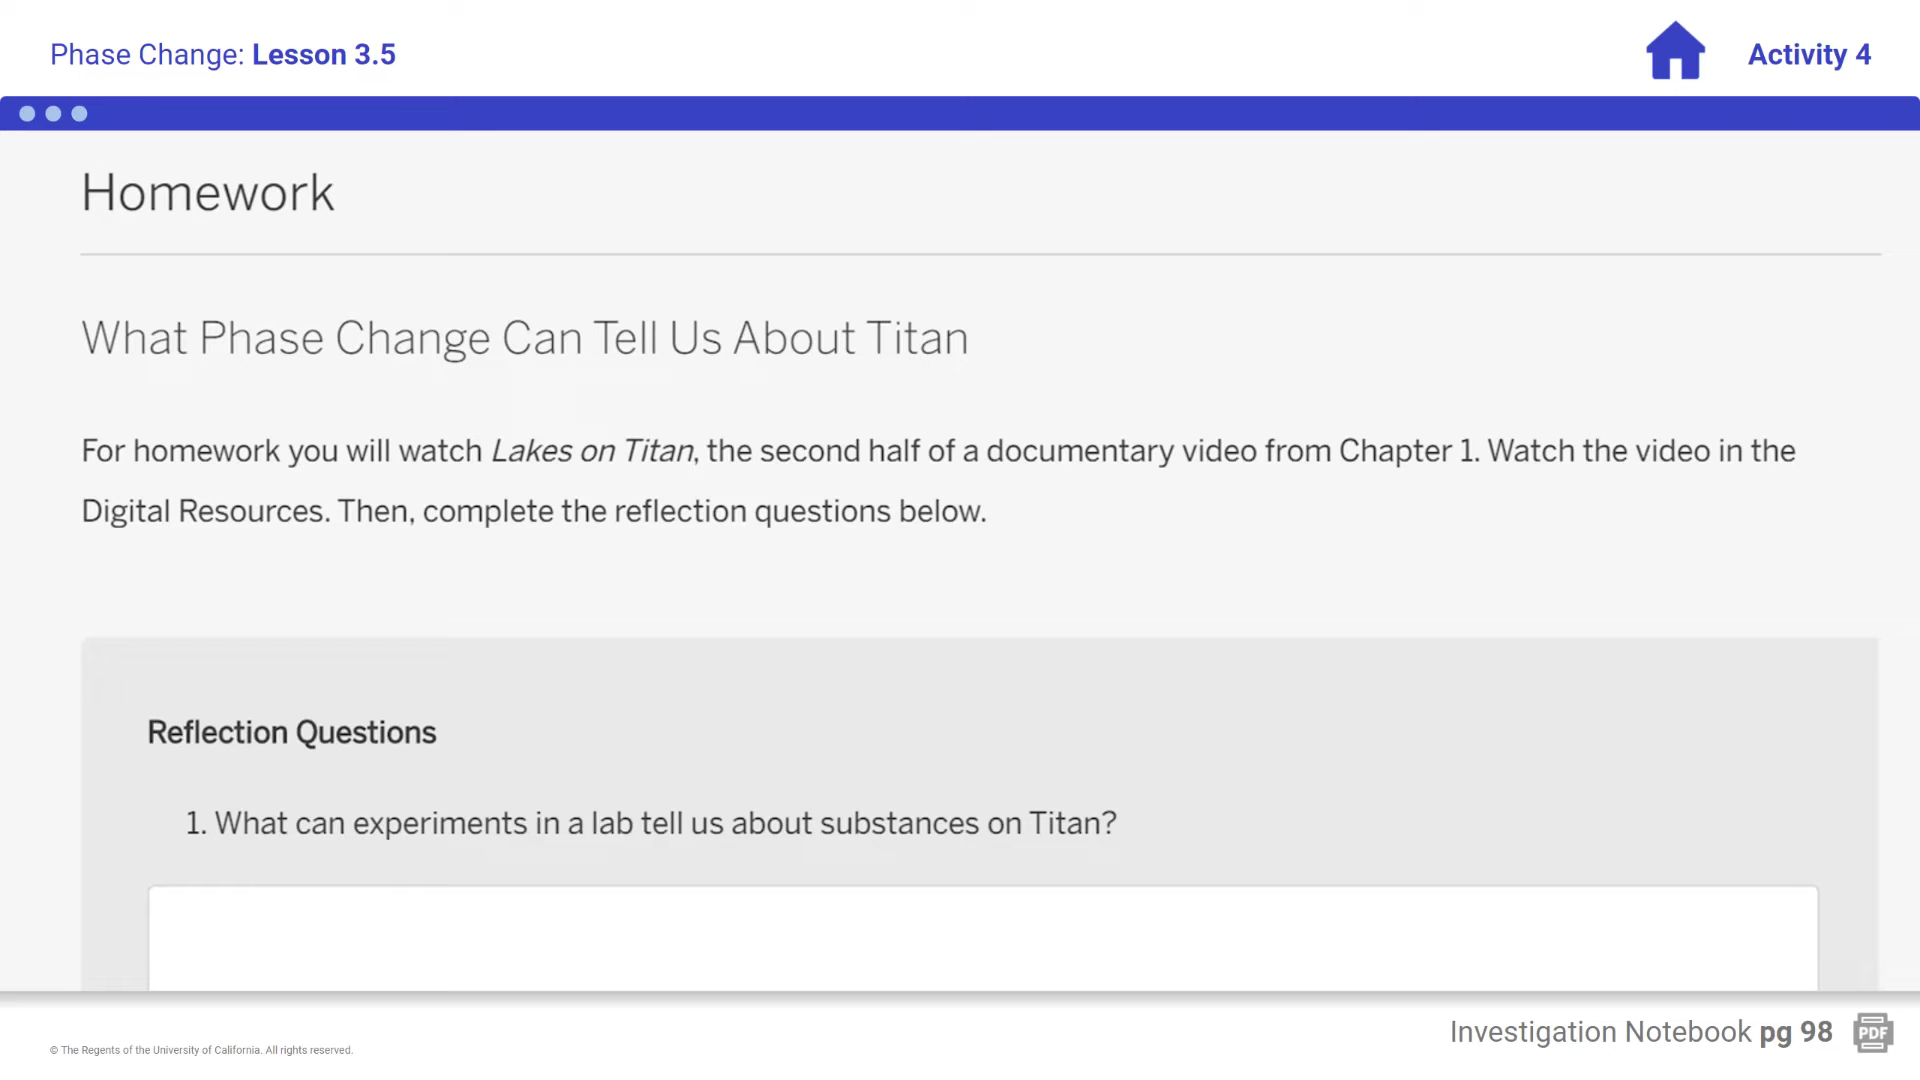 Phase Change: Lesson 3.5
Activity 4
Homework
What Phase Change Can Tell Us About Titan
For homework you will watch Lakes on Titan, the second half of a documentary video from Chapter 1. Watch the video in the
Digital Resources. Then, complete the reflection questions below.
Reflection Questions
1. What can experiments in a lab tell us about substances on Titan?
Investigation Notebook pg 98
PDF
© The Regents of the University of California. All rights reserved.